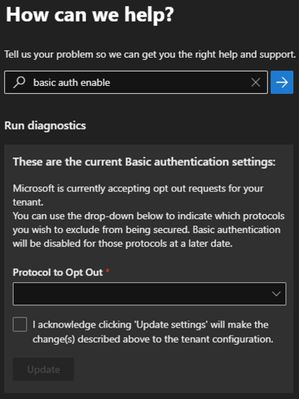 How can we help?
Tell us your problem so we can get you the right help and support.
basic auth enable
Run diagnostics
These are the current Basic authentication settings:
Microsoft is currently accepting opt out requests for your
tenant.
You can use the drop-down below to indicate which protocols
you wish to exclude from being secured. Basic authentication
will be disabled for those protocols at a later date.
Protocol to Opt Out *
I acknowledge clicking 'Update settings' will make the
change(s) described above to the tenant configuration.
Update